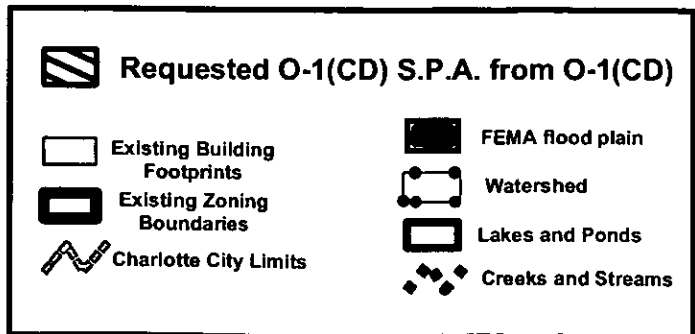 Requested O-1(CD) S.P.A. from O-1(CD)
Existing Building
Footprints
Existing Zoning
Boundaries
Charlotte City Limits
FEMA flood plain
Watershed
Lakes and Ponds
Creeks and Streams